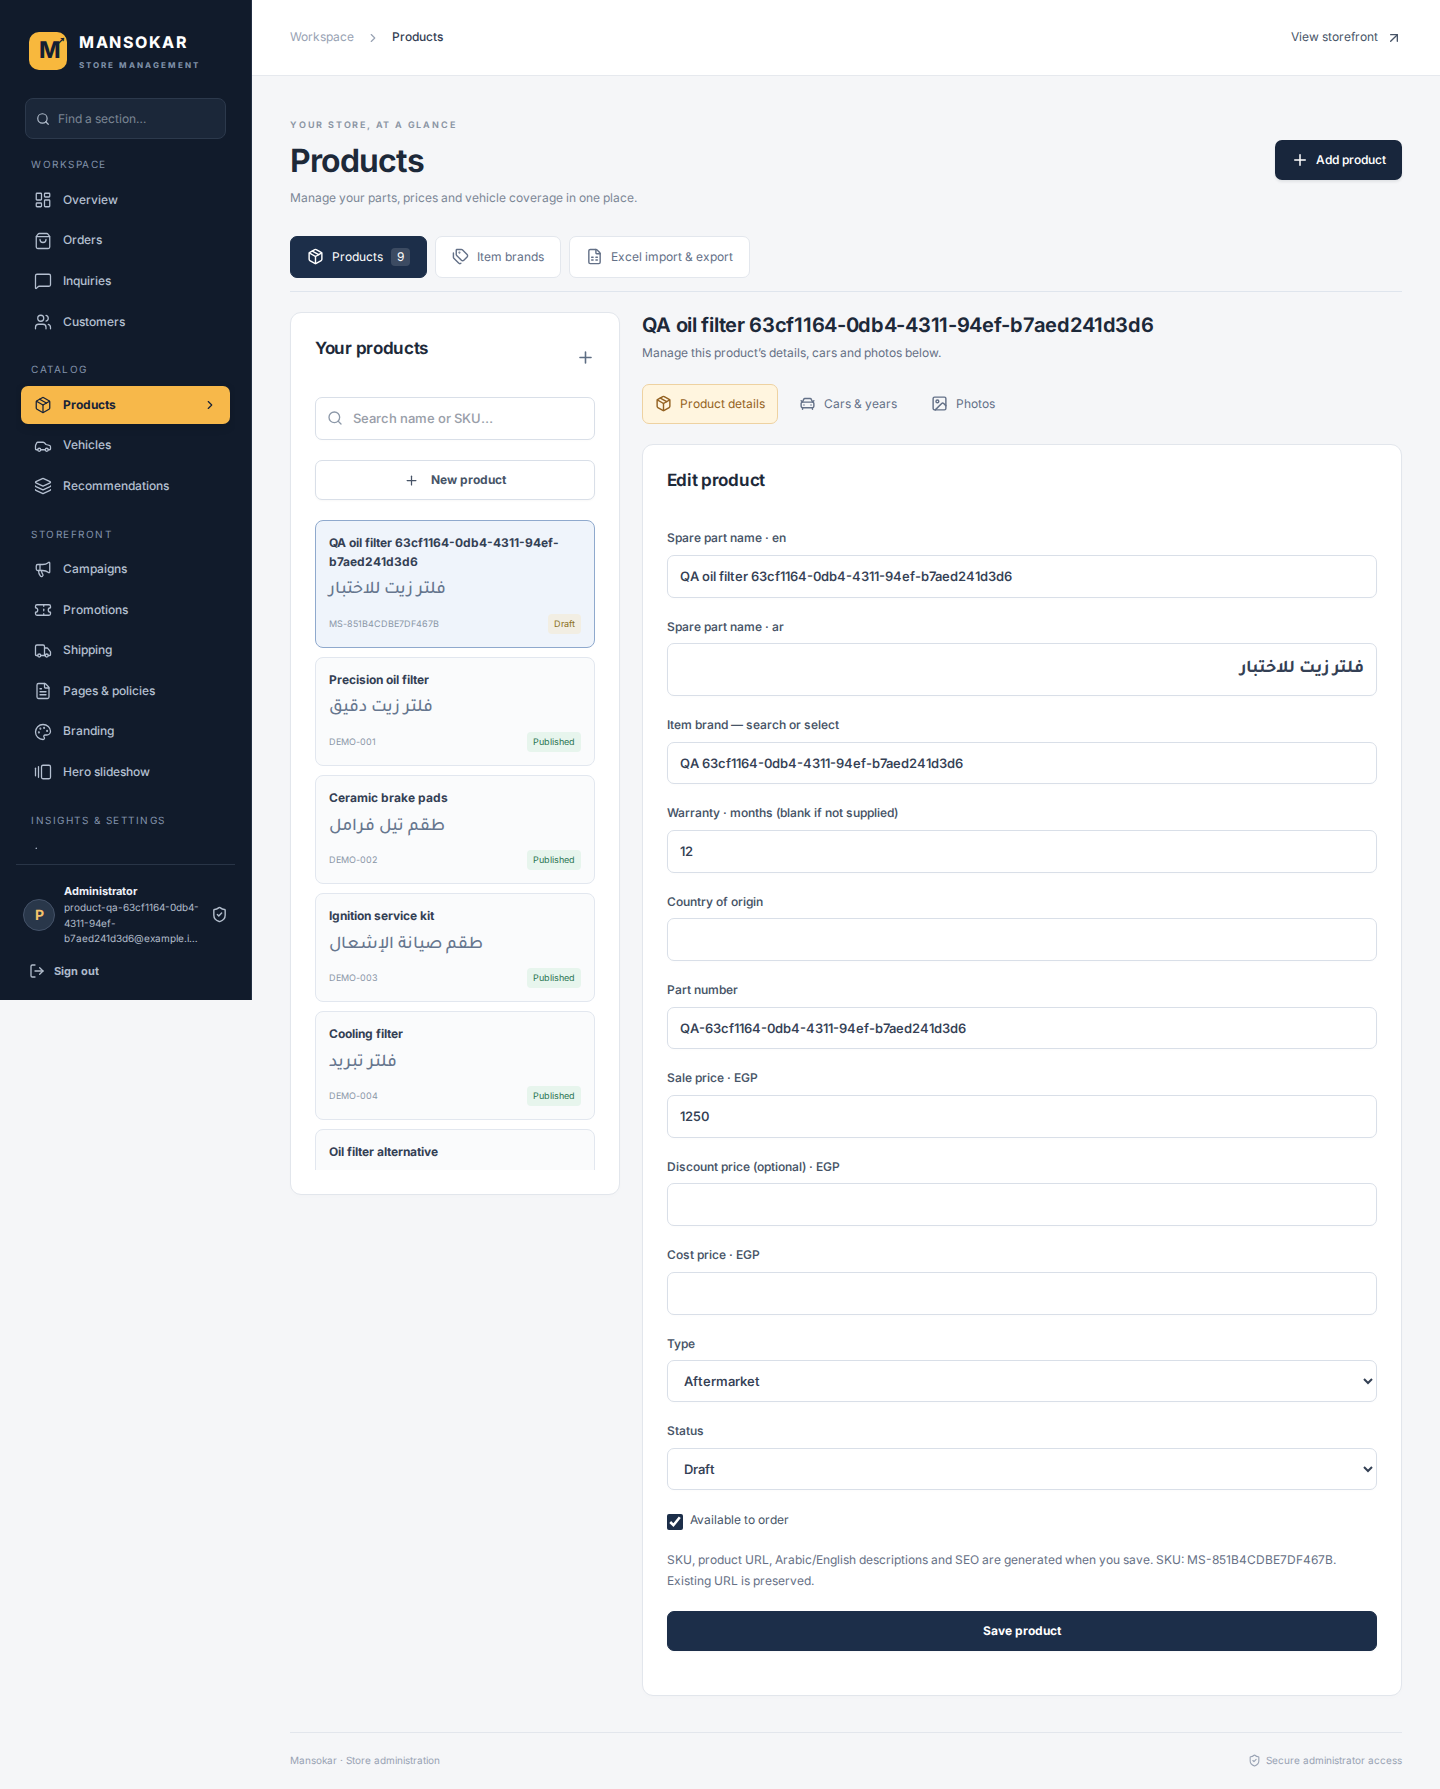 MANSOKAR
STORE MANAGEMENT
Find a section...
WORKSPACE
Overview
Orders
Inquiries
Customers
CATALOG
Products
Vehicles
Recommendations
STOREFRONT
Campaigns
Promotions
Shipping
Pages & policies
Branding
Hero slideshow
INSIGHTS & SETTINGS
P
Administrator
product-qa-63cf1164-0db4-
4311-94ef-
b7aed241d3d6@example.i...
Sign out
Workspace > Products
View storefront
YOUR STORE, AT A GLANCE
Products
Manage your parts, prices and vehicle coverage in one place.
Add product
Products 9
Item brands
Excel import & export
Your products
Search name or SKU...
New product
QA oil filter 63cf1164-0db4-4311-94ef-
b7aed241d3d6
فلتر زيت للاختبار
MS-851B4CDBE7DF467B
Draft
Precision oil filter
فلتر زيت دقيق
DEMO-001
Published
Ceramic brake pads
طقم تيل فرامل
DEMO-002
Published
Ignition service kit
طقم صيانة الإشعال
DEMO-003
Published
Cooling filter
فلتر تبريد
DEMO-004
Published
Oil filter alternative
QA oil filter 63cf1164-0db4-4311-94ef-b7aed241d3d6
Manage this product's details, cars and photos below.
Product details
Cars & years
Photos
Edit product
Spare part name · en
QA oil filter 63cf1164-0db4-4311-94ef-b7aed241d3d6
Spare part name · ar
فلتر زيت للاختبار
Item brand — search or select
QA 63cf1164-0db4-4311-94ef-b7aed241d3d6
Warranty · months (blank if not supplied)
12
Country of origin
Part number
QA-63cf1164-0db4-4311-94ef-b7aed241d3d6
Sale price · EGP
1250
Discount price (optional) · EGP
Cost price · EGP
Type
Aftermarket
Status
Draft
Available to order
SKU, product URL, Arabic/English descriptions and SEO are generated when you save. SKU: MS-851B4CDBE7DF467B.
Existing URL is preserved.
Save product
Mansokar · Store administration
Secure administrator access